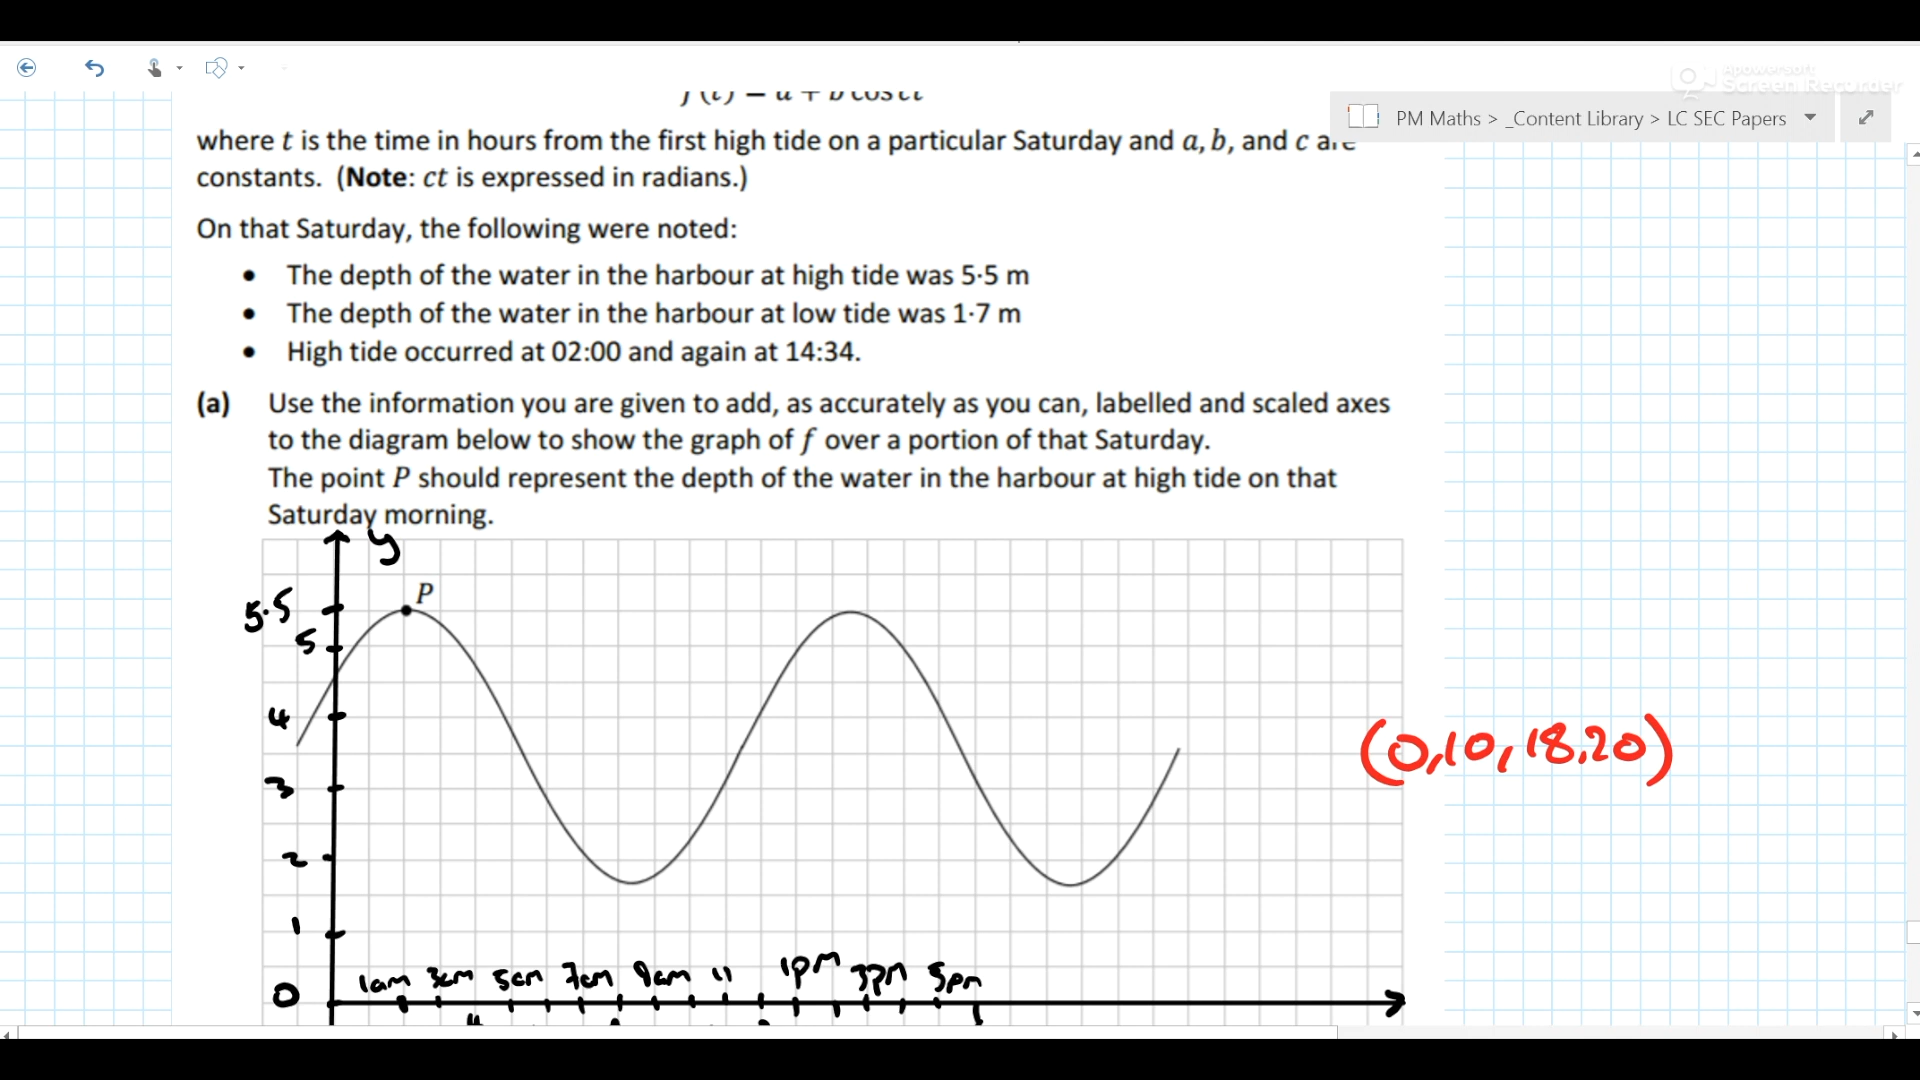 Apowersoft
Screen Recorder
PM Maths > _Content Library > LC SEC Papers
where t is the time in hours from the first high tide on a particular Saturday and a, b, and c are
constants. (Note: ct is expressed in radians.)
On that Saturday, the following were noted:
• The depth of the water in the harbour at high tide was 5·5 m
• The depth of the water in the harbour at low tide was 1·7 m
• High tide occurred at 02:00 and again at 14:34.
(a) Use the information you are given to add, as accurately as you can, labelled and scaled axes
to the diagram below to show the graph of f over a portion of that Saturday.
The point P should represent the depth of the water in the harbour at high tide on that
Saturday morning.
y
P
5.5
5
4
(0,10,18,20)
3
2
1
1am 3am 5am 7am 9am 11 1pm 3pm 5pm
0